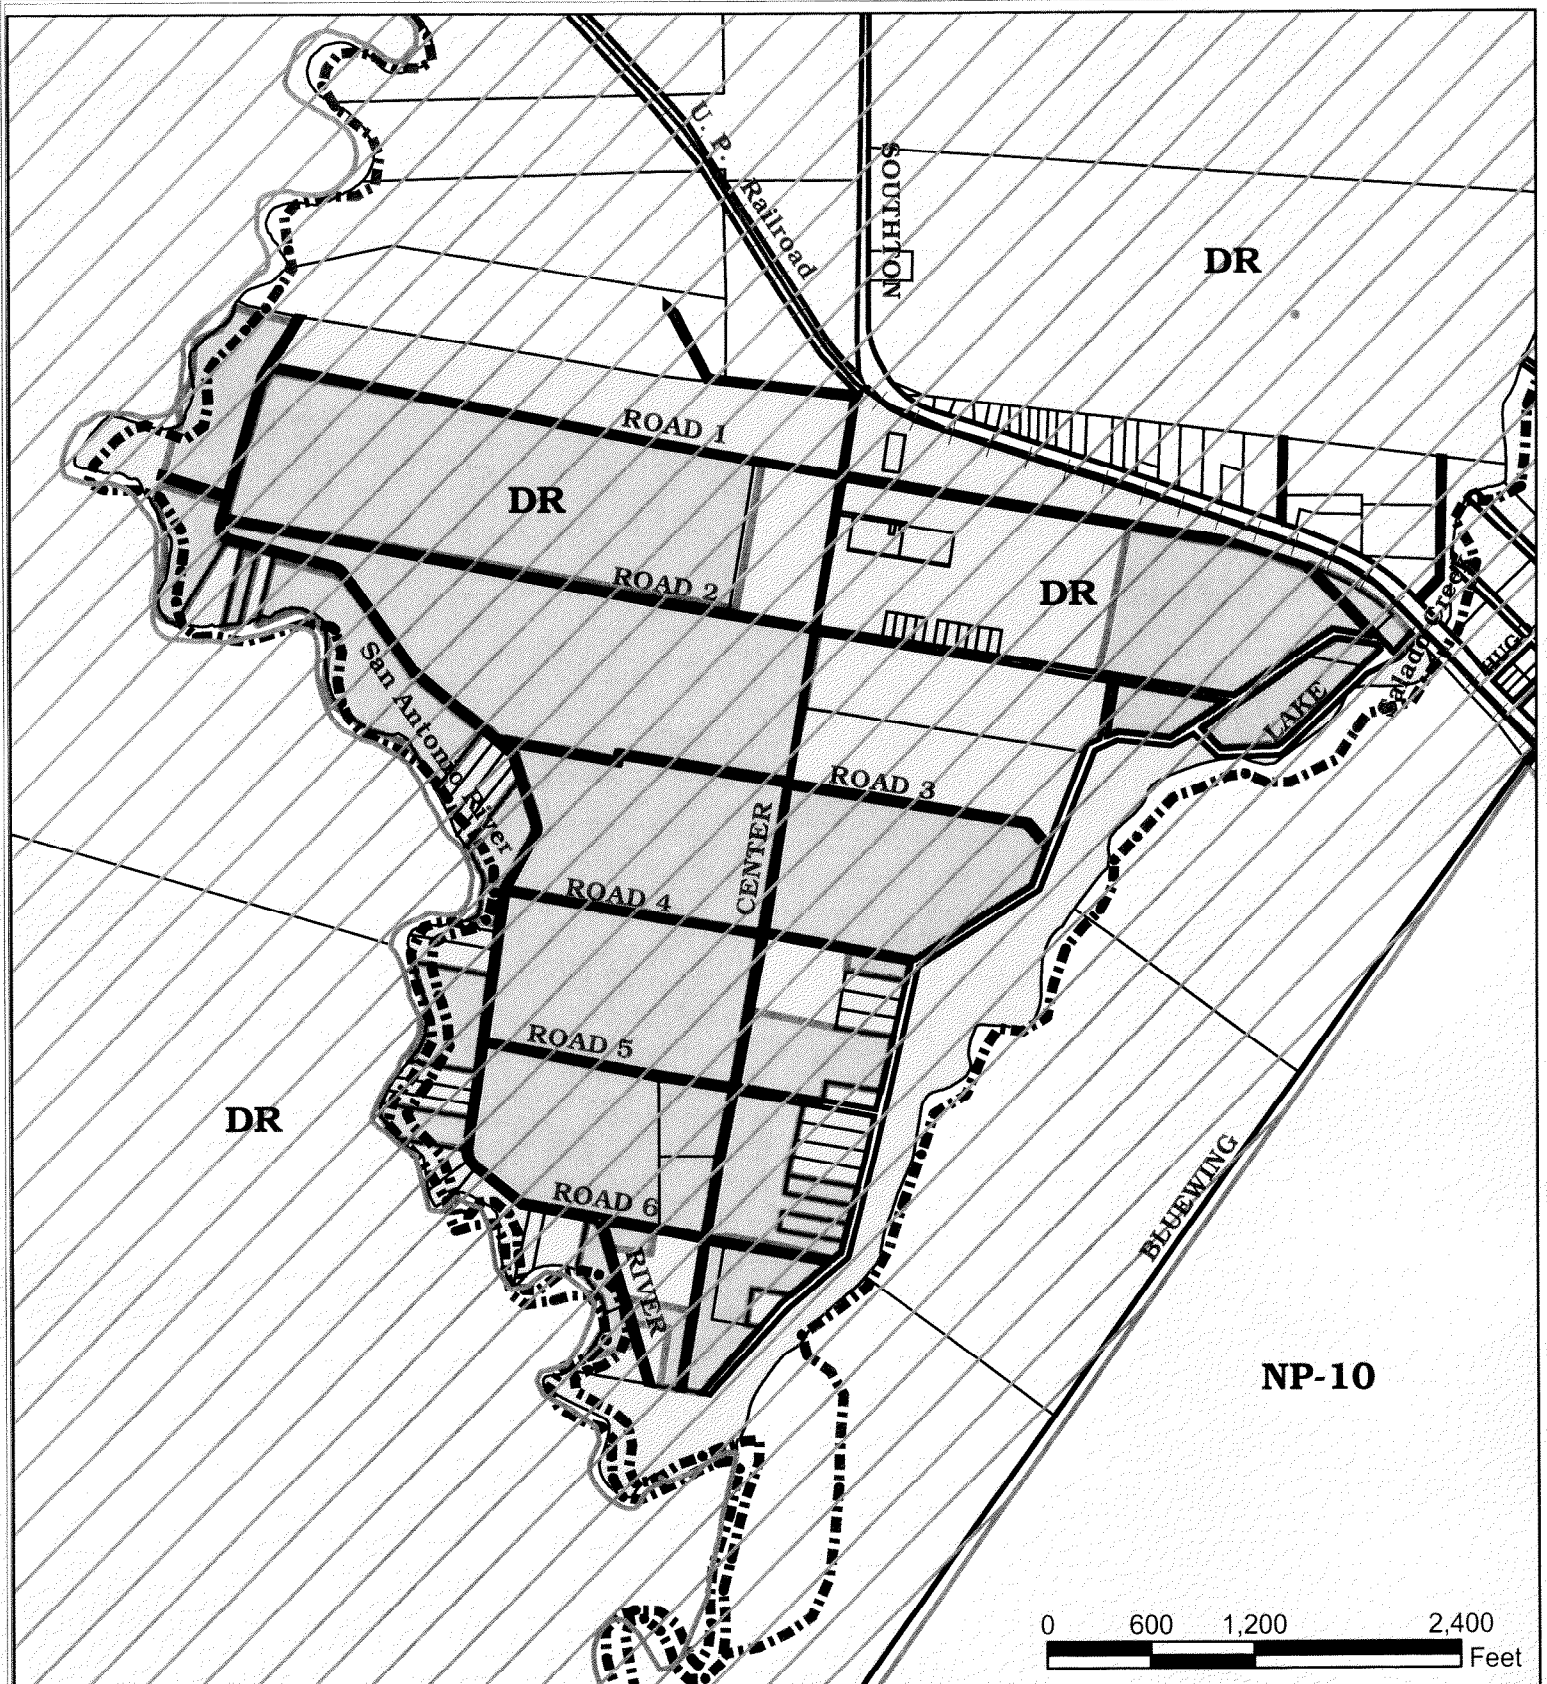 U. P. Railroad
SOUTHTON
DR
ROAD 1
DR
ROAD 2
DR
San Antonio River
Salado Creek
LAKE
ROAD 3
CENTER
ROAD 4
ROAD 5
DR
ROAD 6
RIVER
BLUEWING
NP-10
0 600 1,200 2,400
Feet